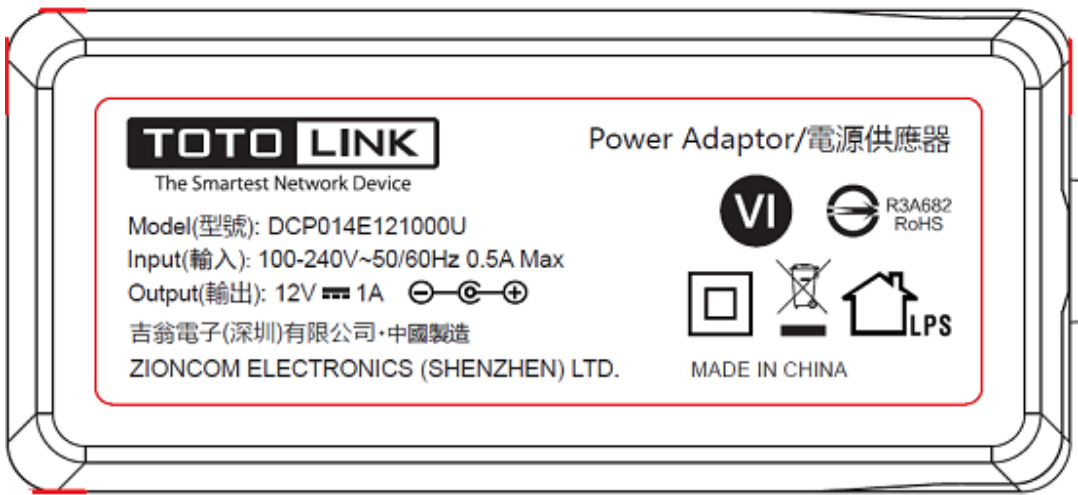 TOTO LINK
The Smartest Network Device
Power Adaptor/電源供應器
Model(型號): DCP014E121000U
Input(輸入): 100-240V~50/60Hz 0.5A Max
Output(輸出): 12V ⎓ 1A
吉翁電子(深圳)有限公司·中國製造
ZIONCOM ELECTRONICS (SHENZHEN) LTD.
VI
R3A682
RoHS
LPS
MADE IN CHINA